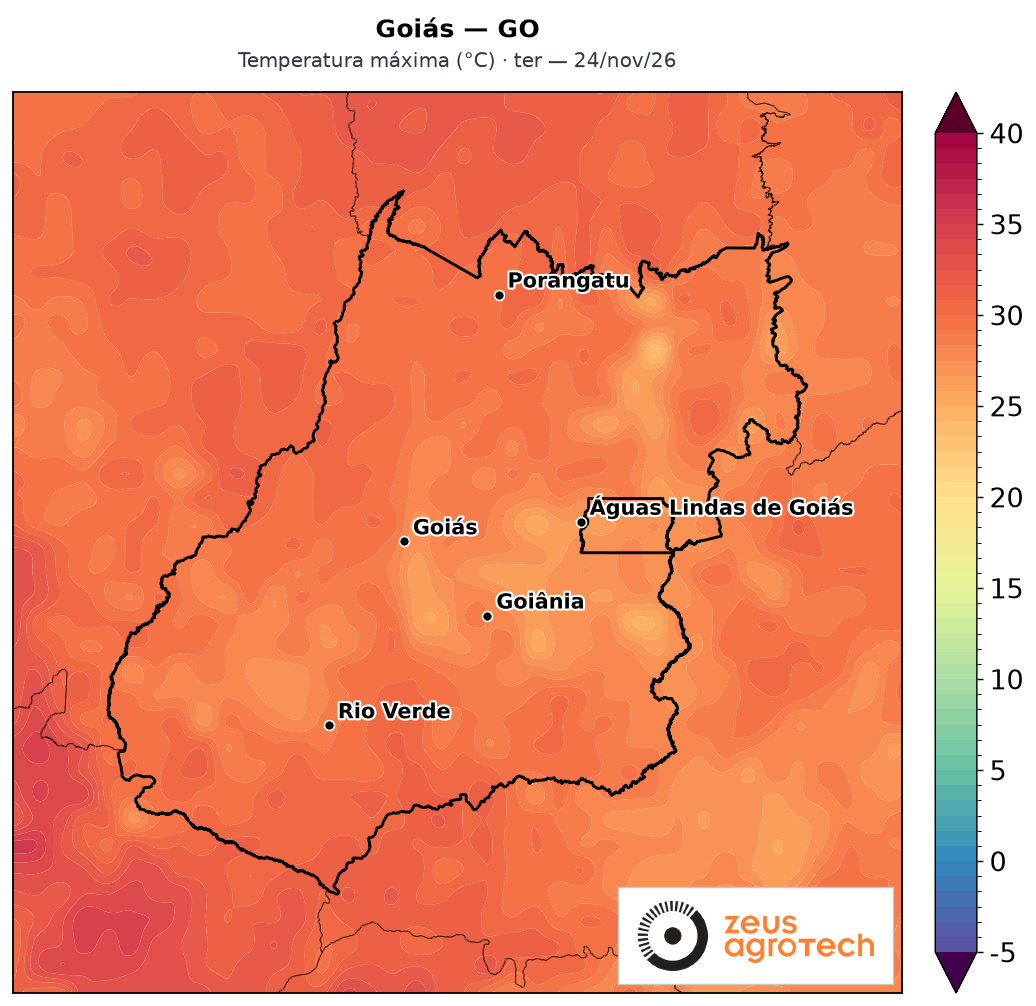 Goiás — GO
Temperatura máxima (°C) · ter — 24/nov/26
Porangatu
Águas Lindas de Goiás
Goiás
Goiânia
Rio Verde
40
35
30
25
20
15
10
5
0
-5
zeus
agrotech